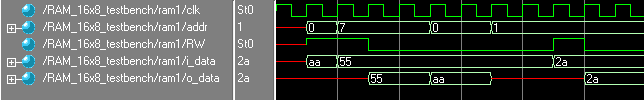 /RAM_16x8_testbench/ram1/clk St0
/RAM_16x8_testbench/ram1/addr 1 0 7 0 1
/RAM_16x8_testbench/ram1/RW St0
/RAM_16x8_testbench/ram1/i_data 2a aa 55 2a
/RAM_16x8_testbench/ram1/o_data 2a 55 aa 2a